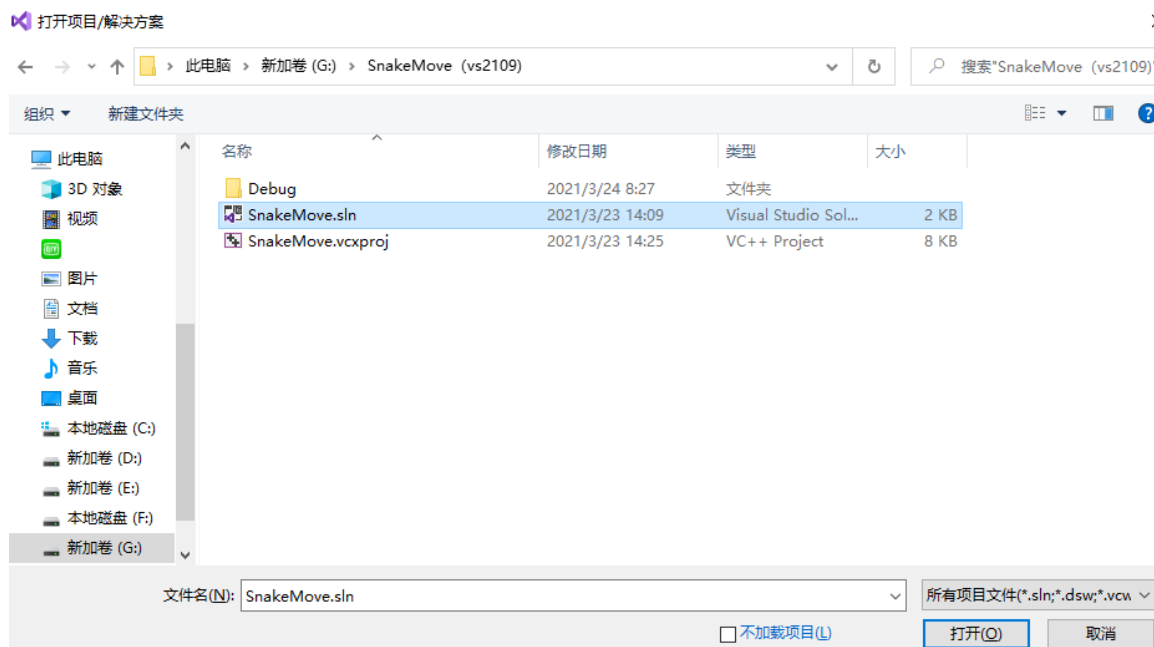 打开项目/解决方案
此电脑 › 新加卷 (G:) › SnakeMove (vs2109)
搜索"SnakeMove (vs2109)"
组织
新建文件夹
名称 修改日期 类型 大小
此电脑
3D 对象
视频
图片
文档
下载
音乐
桌面
本地磁盘 (C:)
新加卷 (D:)
新加卷 (E:)
本地磁盘 (F:)
新加卷 (G:)
Debug 2021/3/24 8:27 文件夹
SnakeMove.sln 2021/3/23 14:09 Visual Studio Sol... 2 KB
SnakeMove.vcxproj 2021/3/23 14:25 VC++ Project 8 KB
文件名(N): SnakeMove.sln
所有项目文件(*.sln;*.dsw;*.vcw
不加载项目(L)
打开(O) 取消